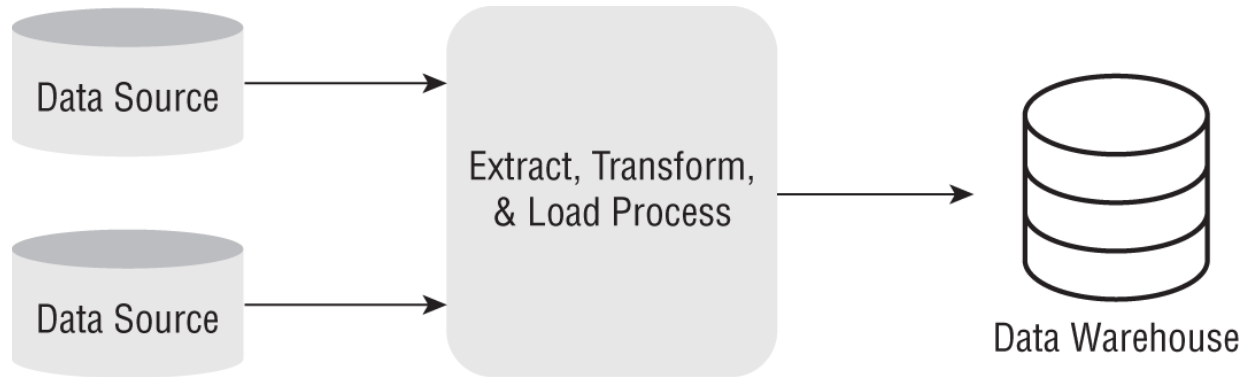 Data Source
Extract, Transform,
& Load Process
Data Source
Data Warehouse